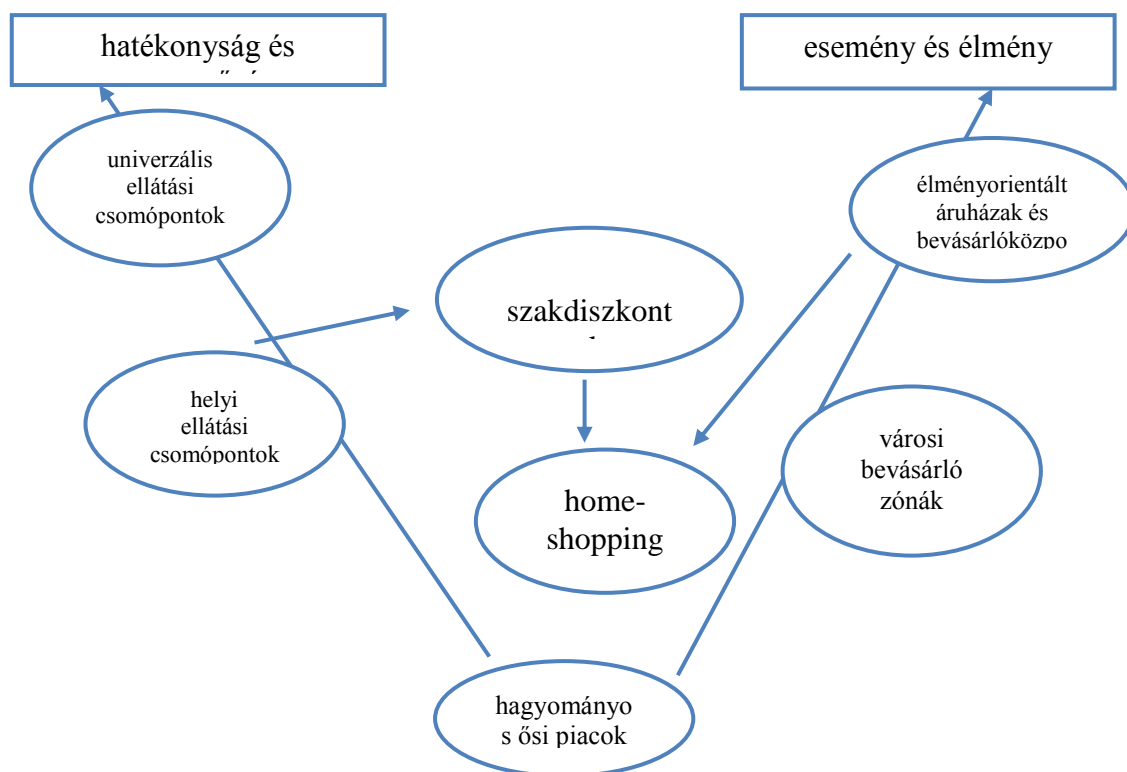 hatékonyság és
esemény és élmény
univerzális
ellátási
csomópontok
élményorientált
áruházak és
bevásárlóközpo
szakdiszkont
helyi
ellátási
csomópontok
városi
bevásárló
zónák
home-
shopping
hagyományo
s ősi piacok